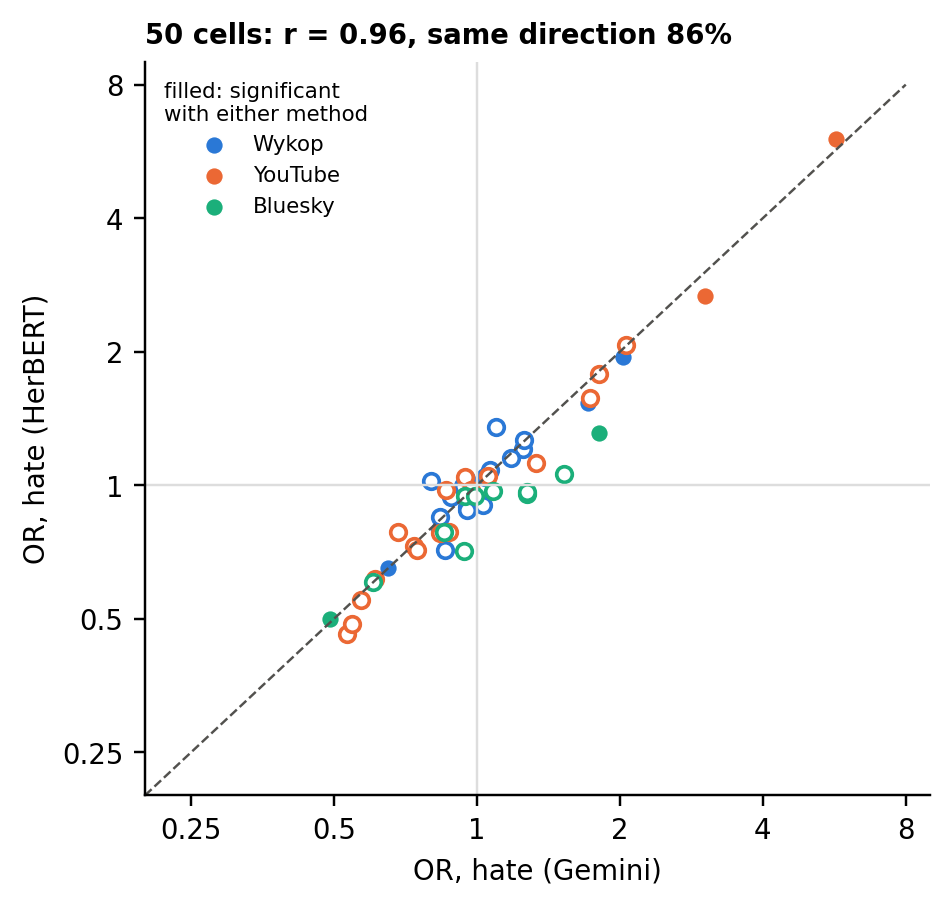 50 cells: r = 0.96, same direction 86%
filled: significant
with either method
Wykop
YouTube
Bluesky
8
4
2
1
0.5
0.25
OR, hate (HerBERT)
0.25 0.5 1 2 4 8
OR, hate (Gemini)